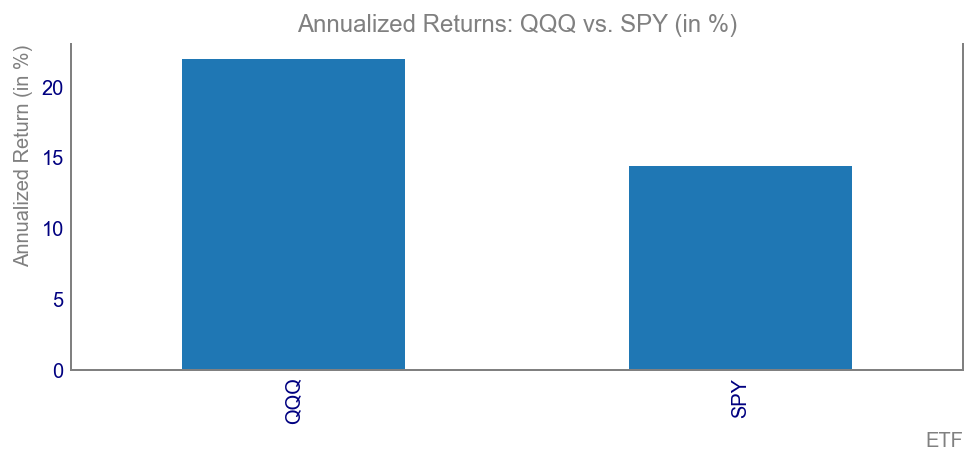 Annualized Returns: QQQ vs. SPY (in %)
Annualized Return (in %)
20
15
10
5
0
QQQ
SPY
ETF